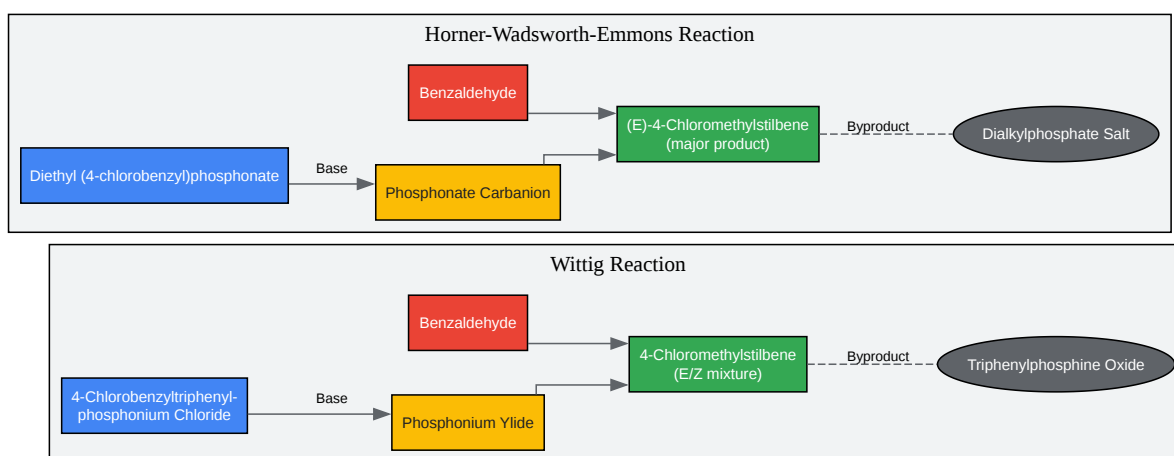 Horner-Wadsworth-Emmons Reaction
Benzaldehyde
(E)-4-Chloromethylstilbene
(major product)
Byproduct
Dialkylphosphate Salt
Diethyl (4-chlorobenzyl)phosphonate
Base
Phosphonate Carbanion
Wittig Reaction
Benzaldehyde
4-Chloromethylstilbene
(E/Z mixture)
Byproduct
Triphenylphosphine Oxide
4-Chlorobenzyltriphenyl-
phosphonium Chloride
Base
Phosphonium Ylide